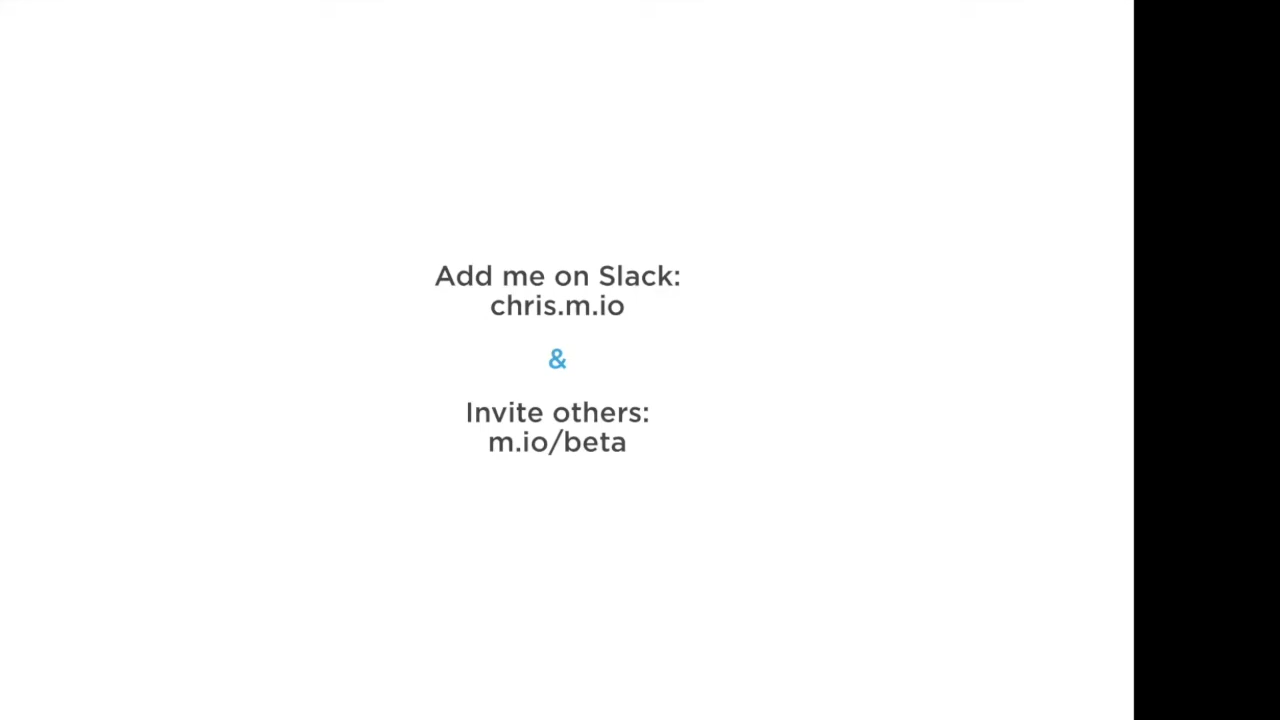 Add me on Slack:
chris.m.io
&
Invite others:
m.io/beta